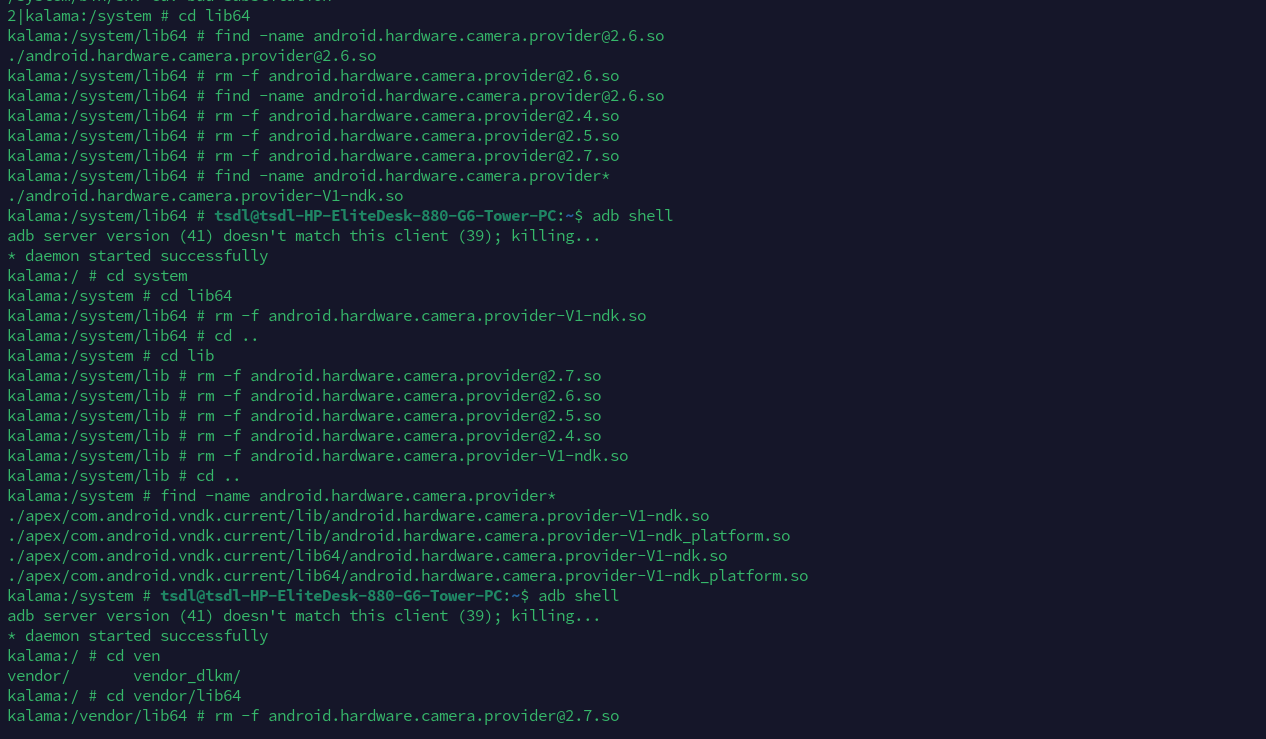 2|kalama:/system # cd lib64
kalama:/system/lib64 # find -name android.hardware.camera.provider@2.6.so
./android.hardware.camera.provider@2.6.so
kalama:/system/lib64 # rm -f android.hardware.camera.provider@2.6.so
kalama:/system/lib64 # find -name android.hardware.camera.provider@2.6.so
kalama:/system/lib64 # rm -f android.hardware.camera.provider@2.4.so
kalama:/system/lib64 # rm -f android.hardware.camera.provider@2.5.so
kalama:/system/lib64 # rm -f android.hardware.camera.provider@2.7.so
kalama:/system/lib64 # find -name android.hardware.camera.provider*
./android.hardware.camera.provider-V1-ndk.so
kalama:/system/lib64 # tsdl@tsdl-HP-EliteDesk-880-G6-Tower-PC:~$ adb shell
adb server version (41) doesn't match this client (39); killing...
* daemon started successfully
kalama:/ # cd system
kalama:/system # cd lib64
kalama:/system/lib64 # rm -f android.hardware.camera.provider-V1-ndk.so
kalama:/system/lib64 # cd ..
kalama:/system # cd lib
kalama:/system/lib # rm -f android.hardware.camera.provider@2.7.so
kalama:/system/lib # rm -f android.hardware.camera.provider@2.6.so
kalama:/system/lib # rm -f android.hardware.camera.provider@2.5.so
kalama:/system/lib # rm -f android.hardware.camera.provider@2.4.so
kalama:/system/lib # rm -f android.hardware.camera.provider-V1-ndk.so
kalama:/system/lib # cd ..
kalama:/system # find -name android.hardware.camera.provider*
./apex/com.android.vndk.current/lib/android.hardware.camera.provider-V1-ndk.so
./apex/com.android.vndk.current/lib/android.hardware.camera.provider-V1-ndk_platform.so
./apex/com.android.vndk.current/lib64/android.hardware.camera.provider-V1-ndk.so
./apex/com.android.vndk.current/lib64/android.hardware.camera.provider-V1-ndk_platform.so
kalama:/system # tsdl@tsdl-HP-EliteDesk-880-G6-Tower-PC:~$ adb shell
adb server version (41) doesn't match this client (39); killing...
* daemon started successfully
kalama:/ # cd ven
vendor/       vendor_dlkm/
kalama:/ # cd vendor/lib64
kalama:/vendor/lib64 # rm -f android.hardware.camera.provider@2.7.so